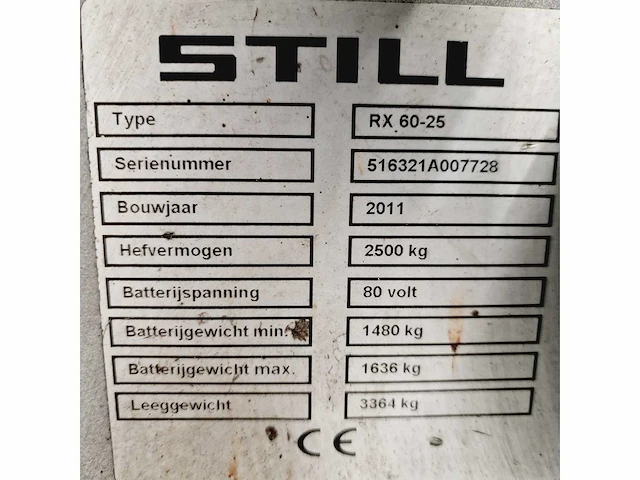 STILL
Type RX 60-25
Serienummer 516321A007728
Bouwjaar 2011
Hefvermogen 2500 kg
Batterijspanning 80 volt
Batterijgewicht min. 1480 kg
Batterijgewicht max. 1636 kg
Leeggewicht 3364 kg
CE